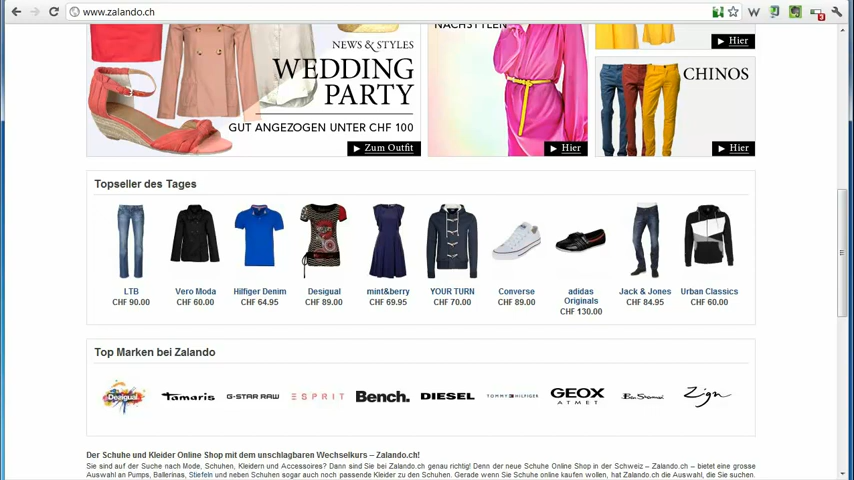 www.zalando.ch
NACHSTYLEN
NEWS & STYLES
WEDDING
PARTY
GUT ANGEZOGEN UNTER CHF 100
Zum Outfit
Hier
Hier
CHINOS
Hier
Topseller des Tages
LTB
CHF 90.00
Vero Moda
CHF 60.00
Hilfiger Denim
CHF 64.95
Desigual
CHF 89.00
mint&berry
CHF 69.95
YOUR TURN
CHF 70.00
Converse
CHF 89.00
adidas
Originals
CHF 130.00
Jack & Jones
CHF 84.95
Urban Classics
CHF 60.00
Top Marken bei Zalando
Desigual
Tamaris
G-STAR RAW
ESPRIT
Bench.
DIESEL
TOMMY HILFIGER
GEOX
Ben Sherman
Zign
Der Schuhe und Kleider Online Shop mit dem unschlagbaren Wechselkurs – Zalando.ch!
Sie sind auf der Suche nach Mode, Schuhen, Kleidern und Accessoires? Dann sind Sie bei Zalando.ch genau richtig! Denn der neue Schuhe Online Shop in der Schweiz – Zalando.ch – bietet eine grosse
Auswahl an Pumps, Ballerinas, Stiefeln und neben Schuhen sogar auch noch passende Kleider zu den Schuhen. Gerade wenn Sie Schuhe online kaufen wollen, hat Zalando.ch die Auswahl, die Sie suchen.